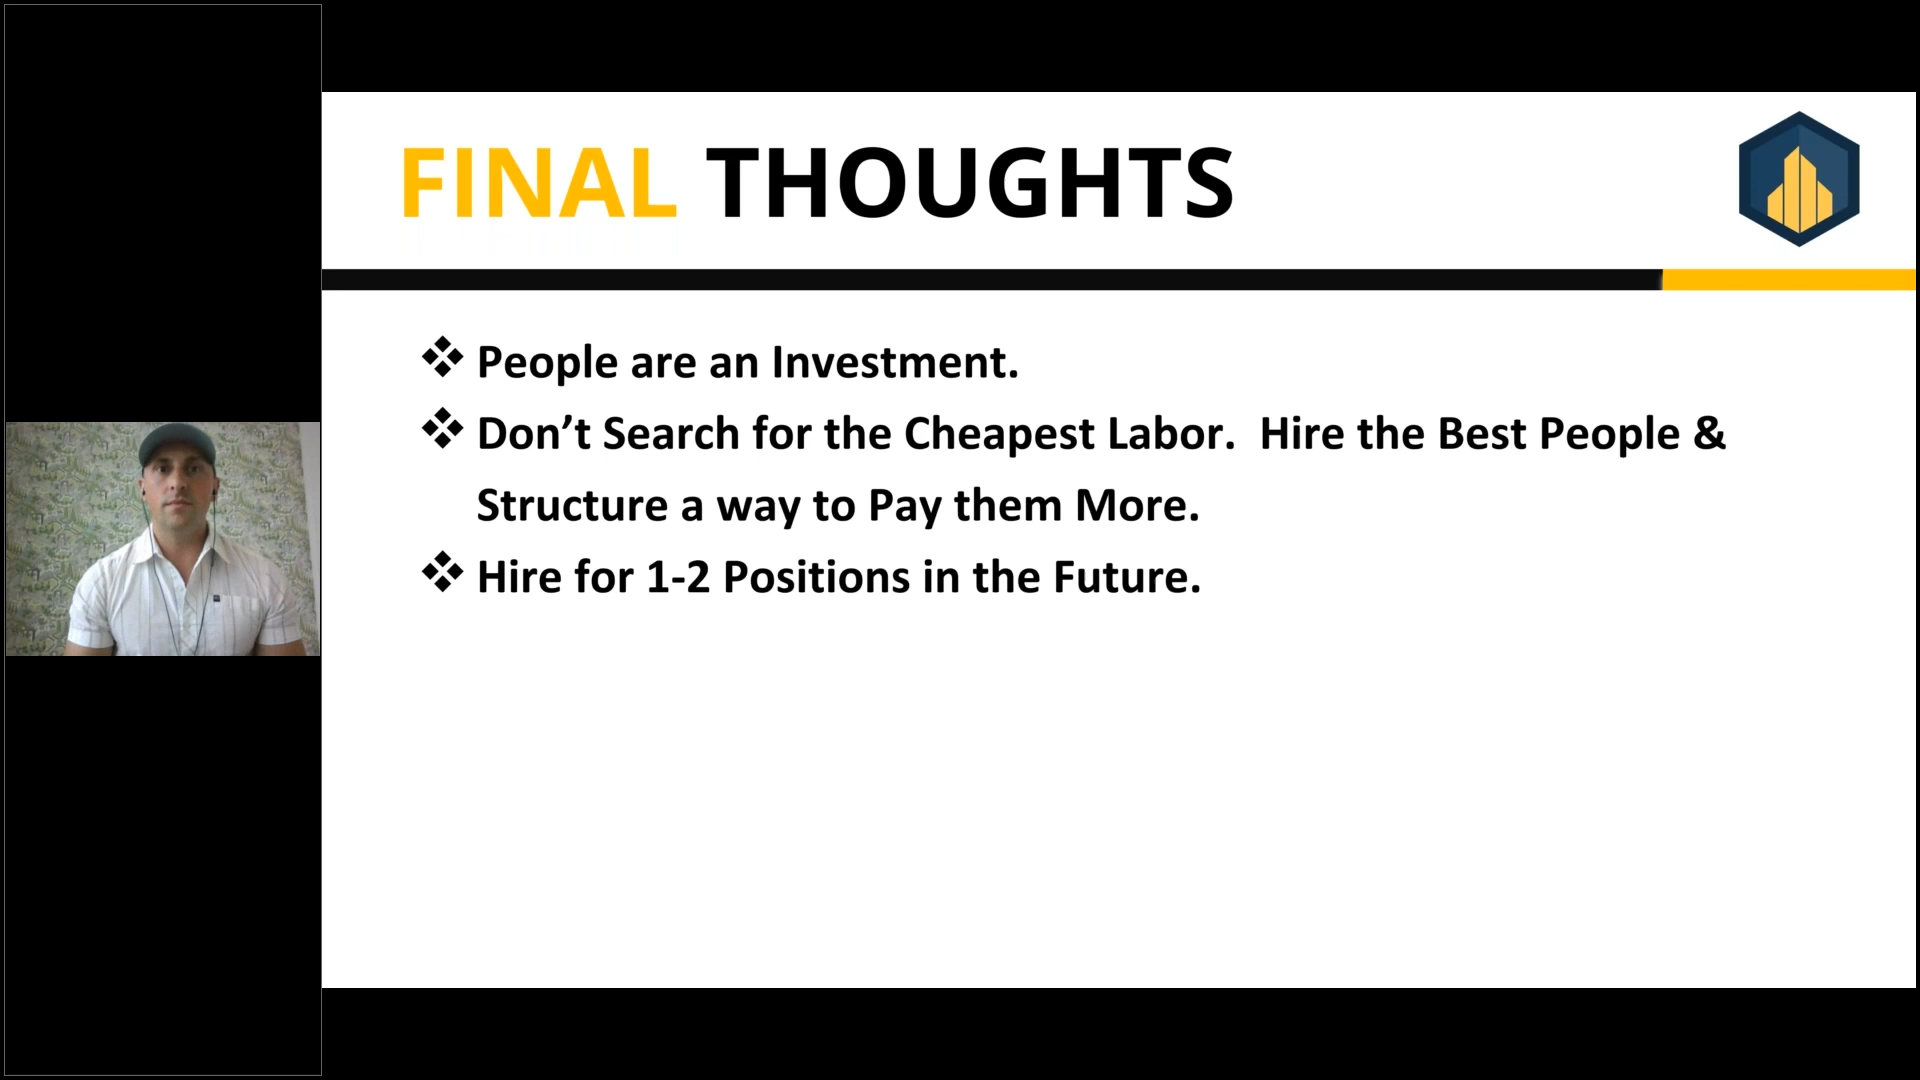 FINAL THOUGHTS
❖ People are an Investment.
❖ Don’t Search for the Cheapest Labor.  Hire the Best People &
Structure a way to Pay them More.
❖ Hire for 1-2 Positions in the Future.